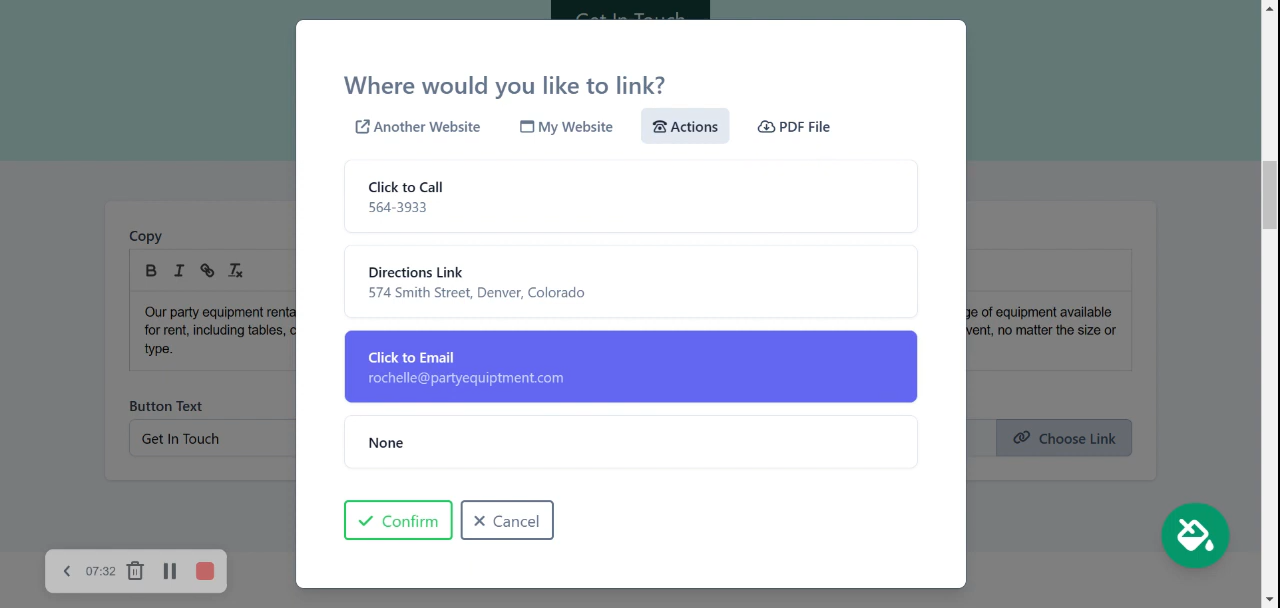 Get In Touch
Where would you like to link?
Another Website
My Website
Actions
PDF File
Click to Call
564-3933
Directions Link
574 Smith Street, Denver, Colorado
Click to Email
rochelle@partyequiptment.com
None
Confirm
Cancel
Copy
B I
Our party equipment renta ge of equipment available
for rent, including tables, c vent, no matter the size or
type.
Button Text
Get In Touch
Choose Link
07:32